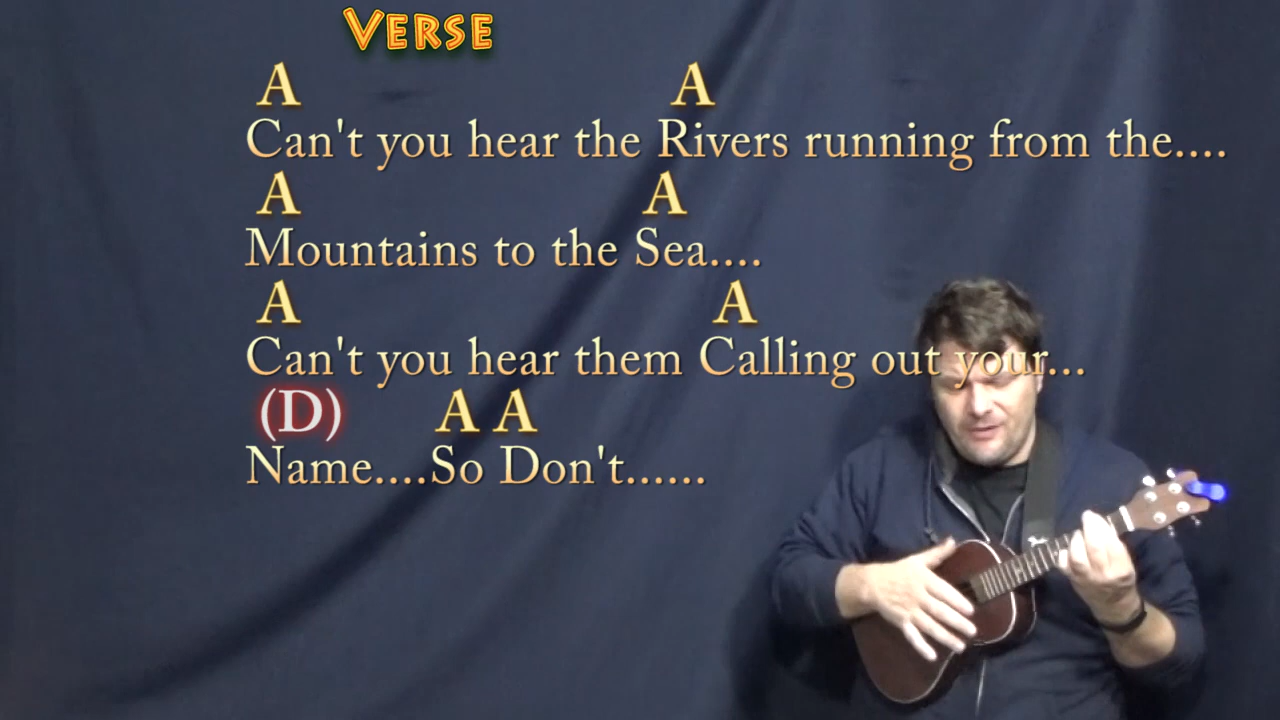 VERSE
A A
Can't you hear the Rivers running from the....
A A
Mountains to the Sea....
A A
Can't you hear them Calling out your...
(D) A A
Name....So Don't......